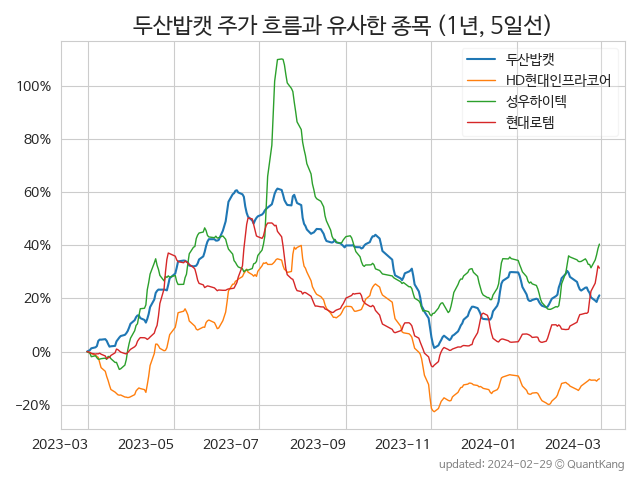 두산밥캣 주가 흐름과 유사한 종목 (1년, 5일선)
두산밥캣
HD현대인프라코어
성우하이텍
현대로템
100%
80%
60%
40%
20%
0%
−20%
2023-03
2023-05
2023-07
2023-09
2023-11
2024-01
2024-03
updated: 2024-02-29 © QuantKang